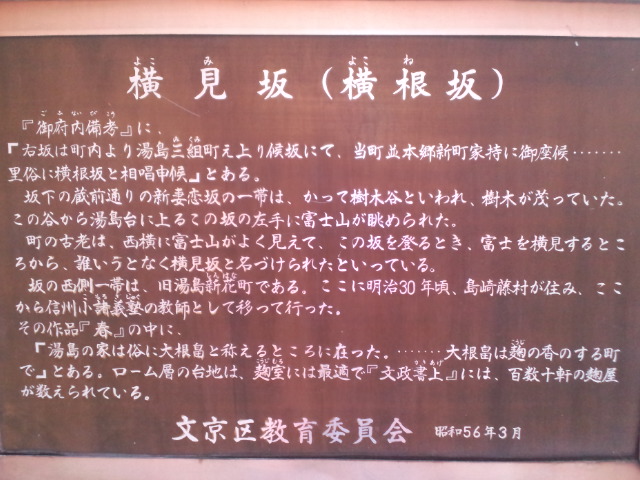 横見坂(横根坂)
『御府内備考』に、
「右坂は町内より湯島三組町え上り候坂にて、当町並本郷新町家持に御座候‥‥‥‥
里俗に横根坂と相唱申候」とある。
坂下の蔵前通りの新妻恋坂の一帯は、かって樹木谷といわれ、樹木が茂っていた。
この谷から湯島台に上るこの坂の左手に富士山が眺められた。
町の古老は、西横に富士山がよく見えて、この坂を登るとき、富士を横見するとこ
ろから、誰いうとなく横見坂と名づけられたといっている。
坂の西側一帯は、旧湯島新花町である。ここに明治30年頃、島崎藤村が住み、ここ
から信州小諸義塾の教師として移って行った。
その作品『春』の中に、
「湯島の家は俗に大根畠と称えるところに在った。‥‥‥‥大根畠は麹の香のする町
で」とある。ローム層の台地は、麹室には最適で『文政書上』には、百数十軒の麹屋
が数えられている。
文京区教育委員会 昭和56年3月